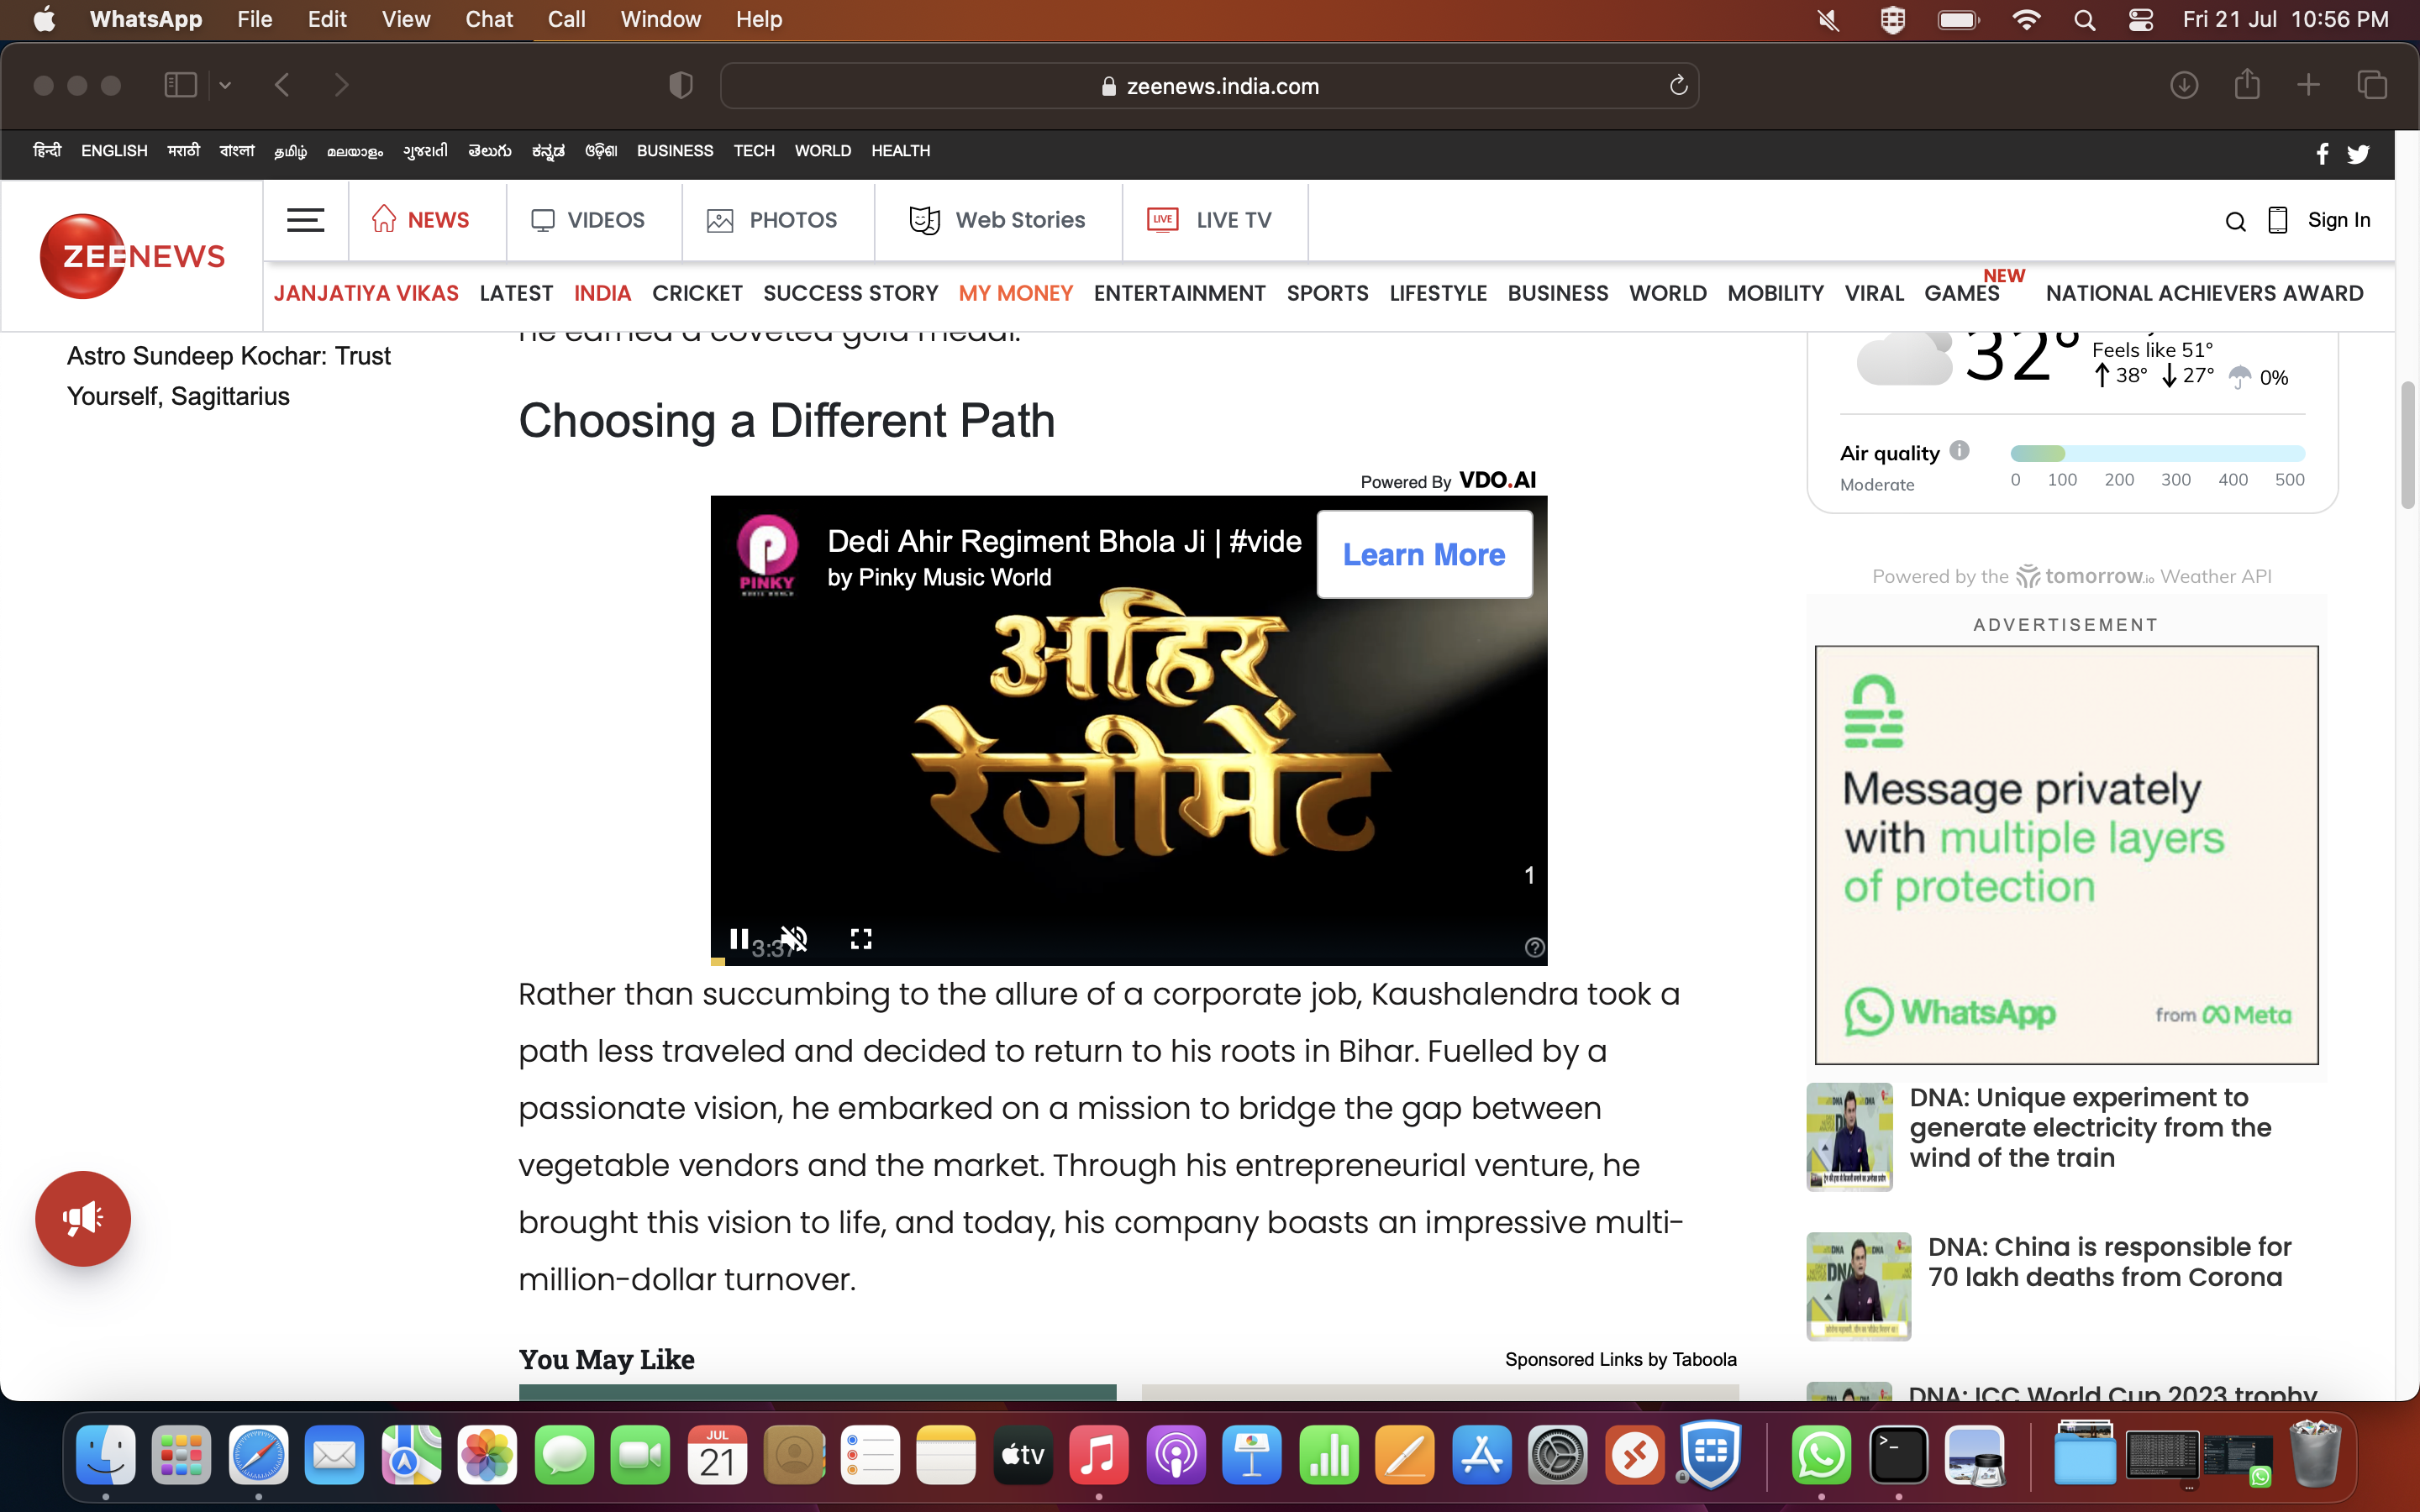 WhatsApp File Edit View Chat Call Window Help Fri 21 Jul 10:56 PM
zeenews.india.com
हिन्दी ENGLISH मराठी বাংলা தமிழ் മലയാളം ગુજરાતી తెలుగు ಕನ್ನಡ ଓଡ଼ିଶା BUSINESS TECH WORLD HEALTH
ZEENEWS
NEWS VIDEOS PHOTOS Web Stories LIVE LIVE TV Sign In
NEW
JANJATIYA VIKAS LATEST INDIA CRICKET SUCCESS STORY MY MONEY ENTERTAINMENT SPORTS LIFESTYLE BUSINESS WORLD MOBILITY VIRAL GAMES NATIONAL ACHIEVERS AWARD
Astro Sundeep Kochar: Trust
Yourself, Sagittarius
he earned a coveted gold medal.
Choosing a Different Path
Powered By VDO.AI
PINKY
Dedi Ahir Regiment Bhola Ji | #vide
by Pinky Music World
Learn More
अहिर
रेजीमेंट
1
3:37
Rather than succumbing to the allure of a corporate job, Kaushalendra took a
path less traveled and decided to return to his roots in Bihar. Fuelled by a
passionate vision, he embarked on a mission to bridge the gap between
vegetable vendors and the market. Through his entrepreneurial venture, he
brought this vision to life, and today, his company boasts an impressive multi-
million-dollar turnover.
You May Like
Sponsored Links by Taboola
32°
Feels like 51°
38° 27° 0%
Air quality
Moderate
0 100 200 300 400 500
Powered by the tomorrow.io Weather API
ADVERTISEMENT
Message privately
with multiple layers
of protection
WhatsApp from Meta
DNA: Unique experiment to
generate electricity from the
wind of the train
DNA: China is responsible for
70 lakh deaths from Corona
DNA: ICC World Cup 2023 trophy
JUL
21
tv